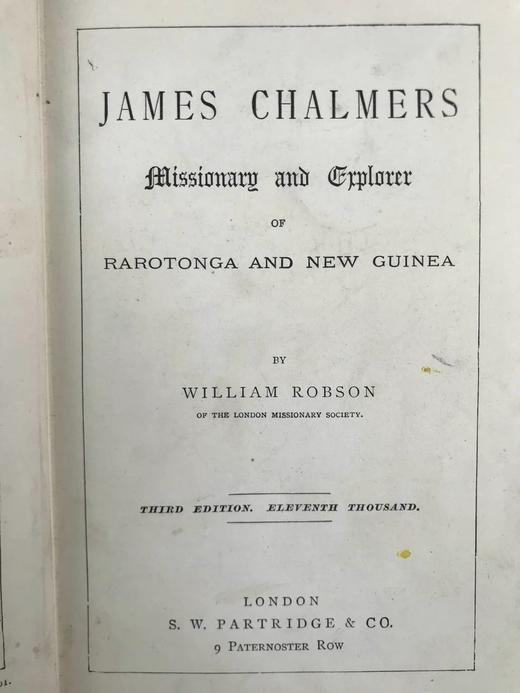 JAMES CHALMERS
Missionary and Explorer
OF
RAROTONGA AND NEW GUINEA
BY
WILLIAM ROBSON
OF THE LONDON MISSIONARY SOCIETY.
THIRD EDITION. ELEVENTH THOUSAND.
LONDON
S. W. PARTRIDGE & CO.
9 PATERNOSTER ROW